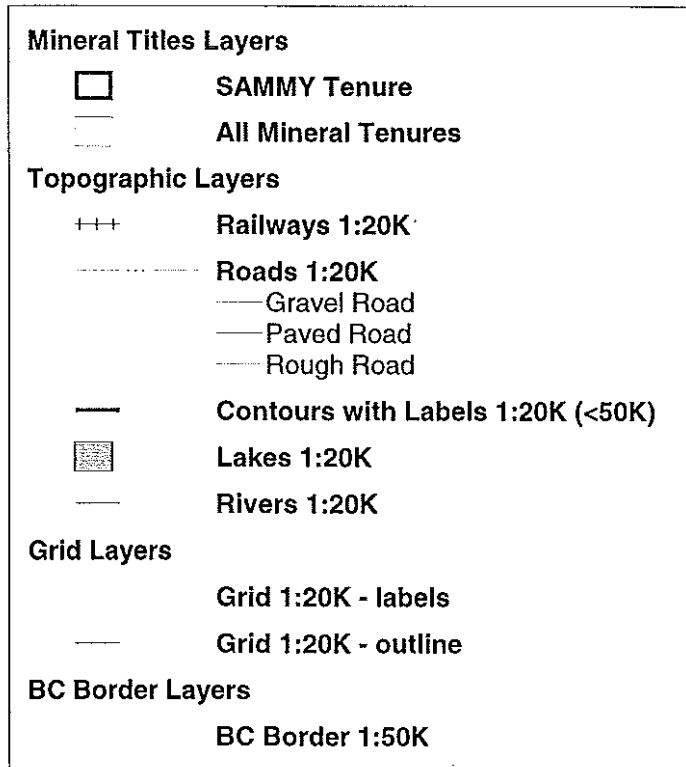 Mineral Titles Layers
SAMMY Tenure
All Mineral Tenures
Topographic Layers
Railways 1:20K
Roads 1:20K
Gravel Road
Paved Road
Rough Road
Contours with Labels 1:20K (<50K)
Lakes 1:20K
Rivers 1:20K
Grid Layers
Grid 1:20K - labels
Grid 1:20K - outline
BC Border Layers
BC Border 1:50K